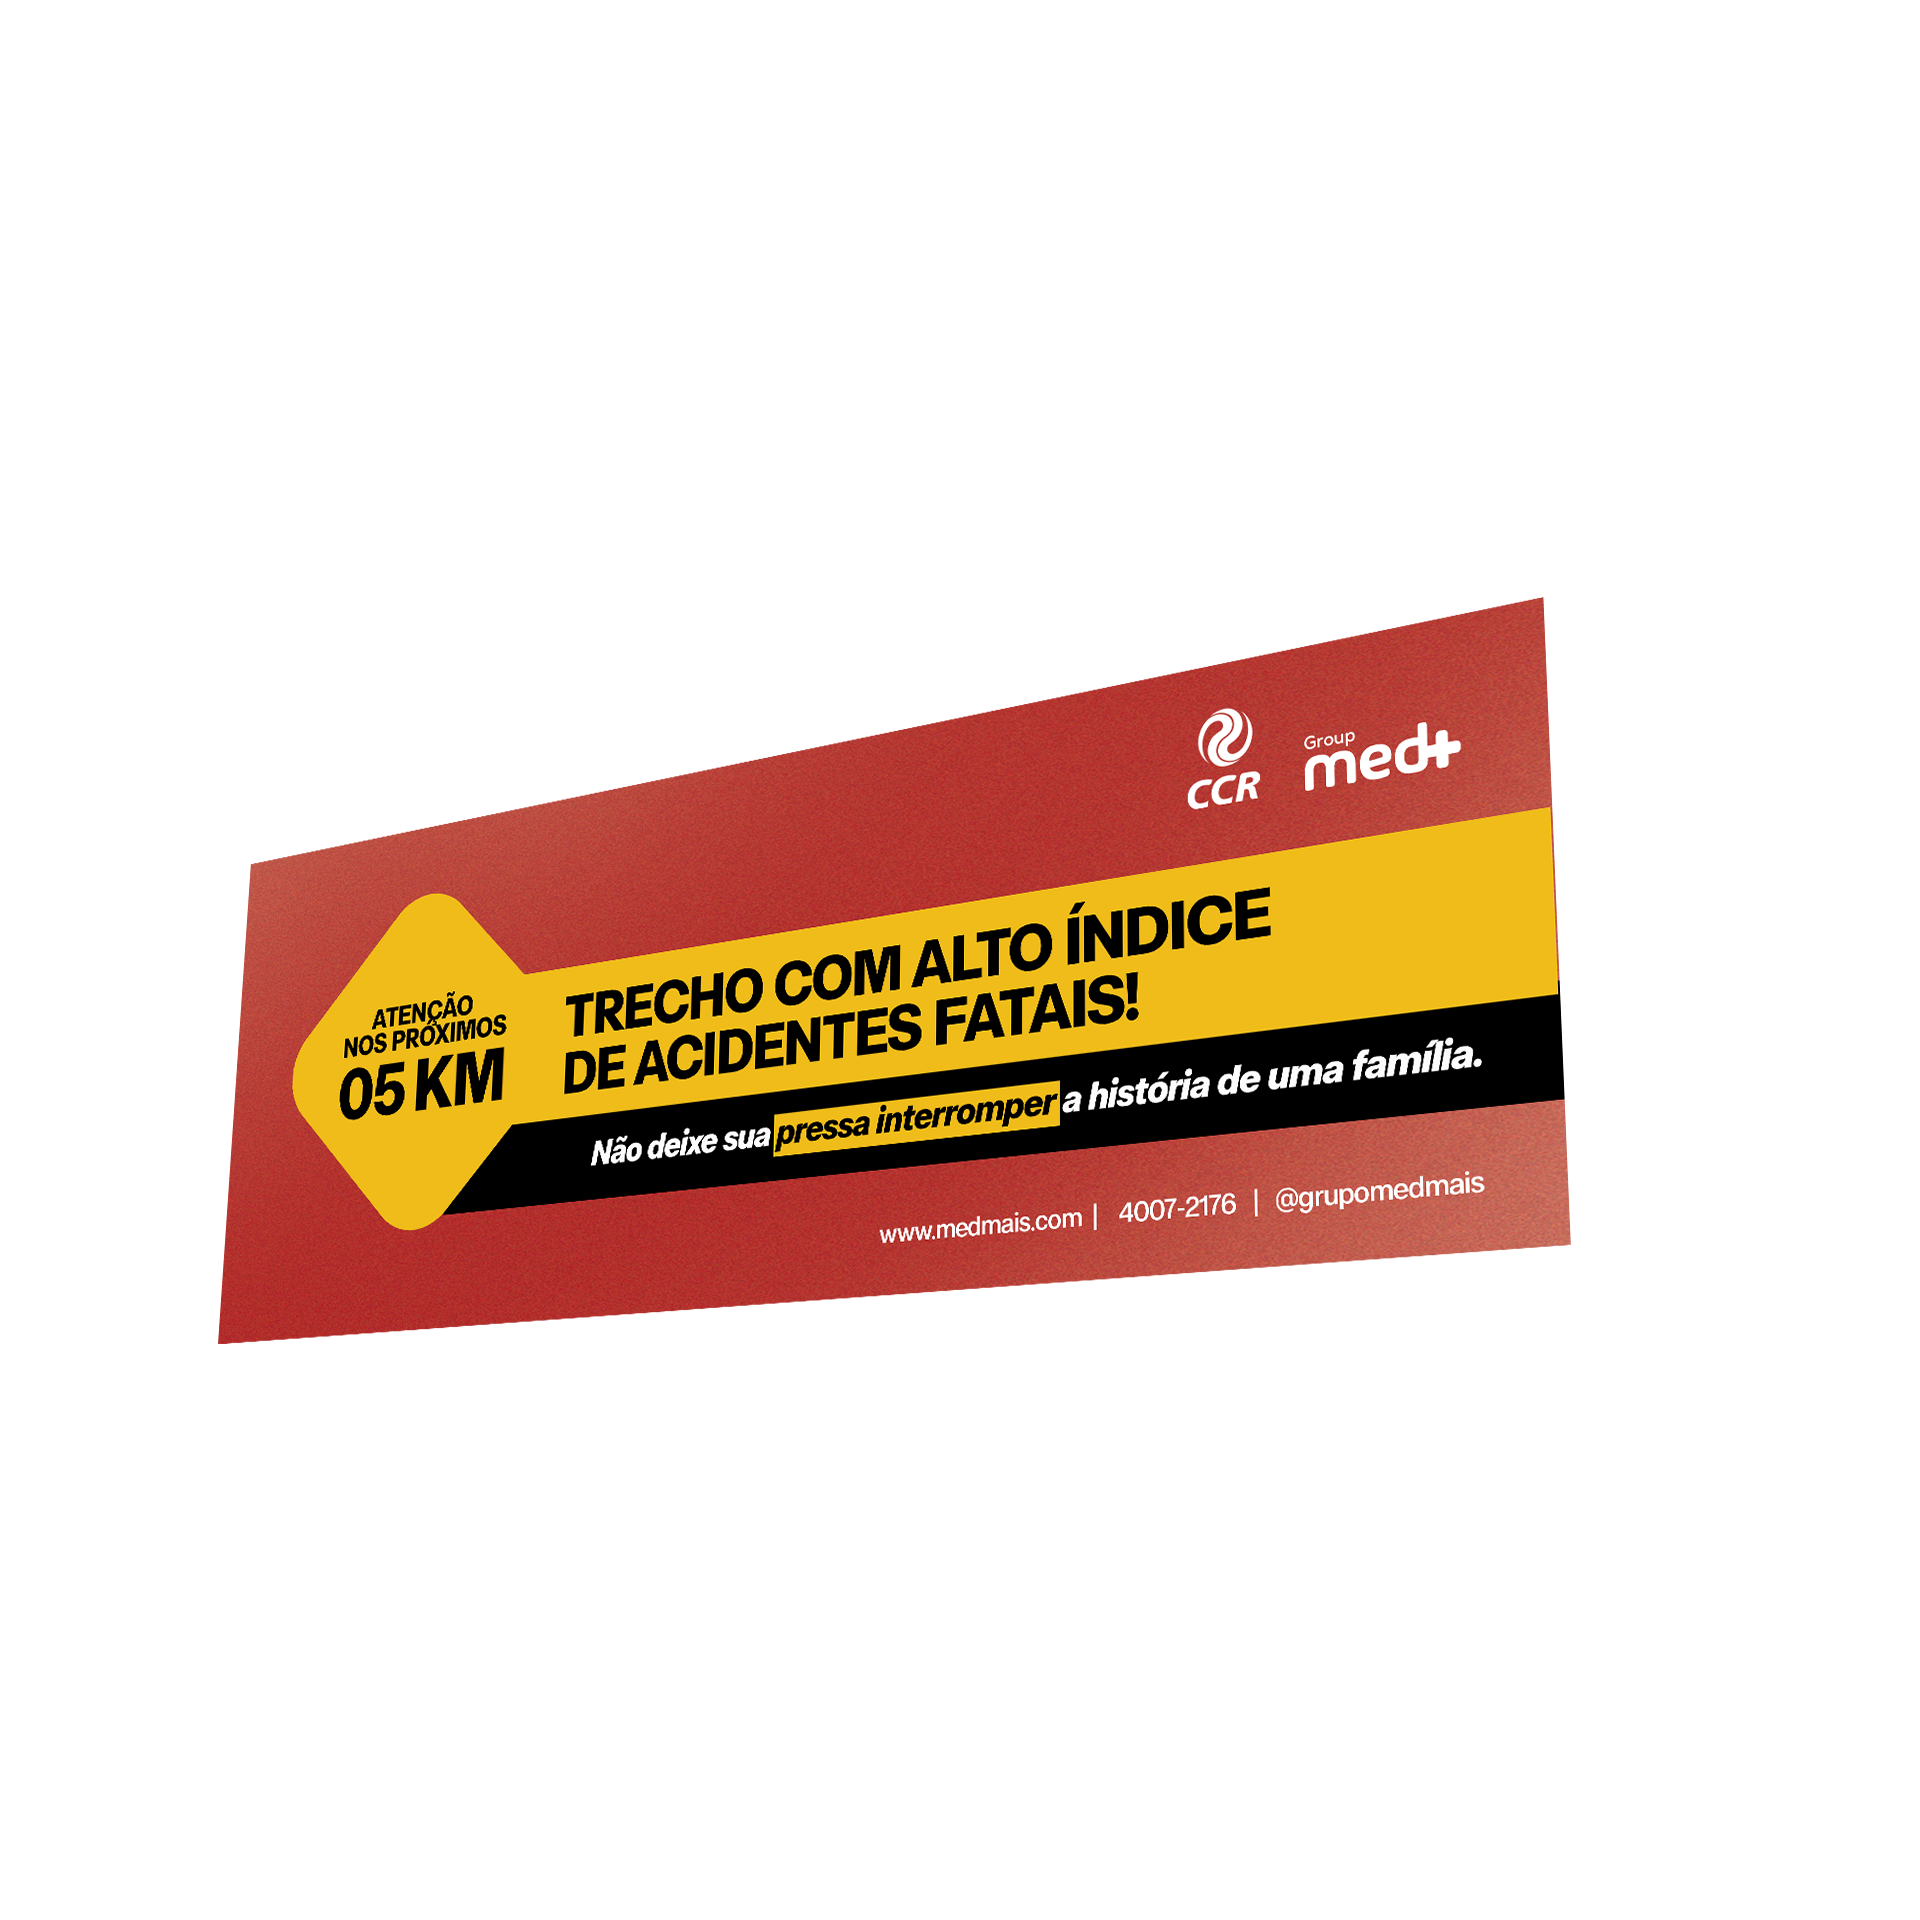 CCR
Group
med+
ATENÇÃO
NOS PRÓXIMOS
05 KM
TRECHO COM ALTO ÍNDICE
DE ACIDENTES FATAIS!
Não deixe sua pressa interromper a história de uma família.
www.medmais.com | 4007-2176 | @grupomedmais